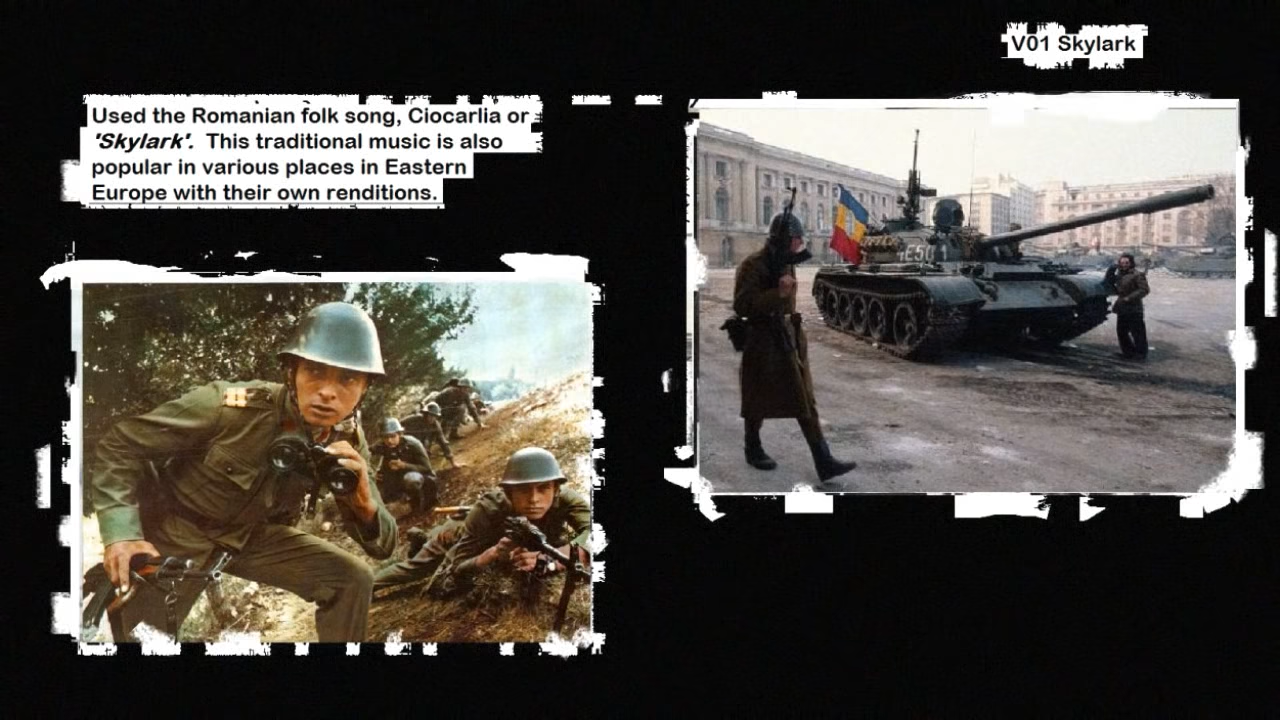 V01 Skylark
Used the Romanian folk song, Ciocarlia or
'Skylark'. This traditional music is also
popular in various places in Eastern
Europe with their own renditions.